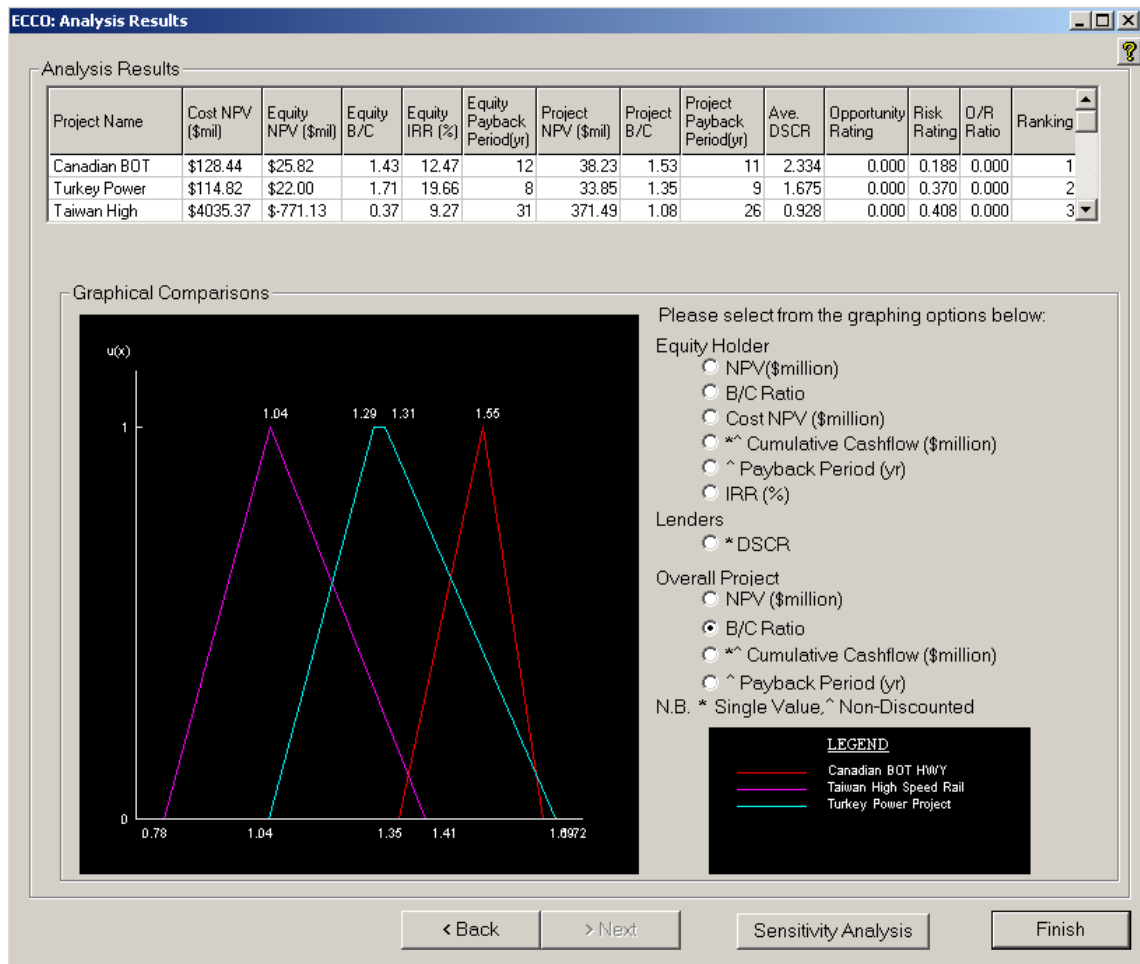 ECCO: Analysis Results
Analysis Results
Project Name Cost NPV ($mil) Equity NPV ($mil) Equity B/C Equity IRR (%) Equity Payback Period(yr) Project NPV ($mil) Project B/C Project Payback Period(yr) Ave. DSCR Opportunity Rating Risk Rating O/R Ratio Ranking
Canadian BOT $128.44 $25.82 1.43 12.47 12 38.23 1.53 11 2.334 0.000 0.188 0.000 1
Turkey Power $114.82 $22.00 1.71 19.66 8 33.85 1.35 9 1.675 0.000 0.370 0.000 2
Taiwan High $4035.37 $-771.13 0.37 9.27 31 371.49 1.08 26 0.928 0.000 0.408 0.000 3
Graphical Comparisons
u(x)
1.04 1.29 1.31 1.55
1
0
0.78 1.04 1.35 1.41
Please select from the graphing options below:
Equity Holder
NPV($million)
B/C Ratio
Cost NPV ($million)
*^ Cumulative Cashflow ($million)
^ Payback Period (yr)
IRR (%)
Lenders
* DSCR
Overall Project
NPV ($million)
B/C Ratio
*^ Cumulative Cashflow ($million)
^ Payback Period (yr)
N.B. * Single Value,^ Non-Discounted
LEGEND
Canadian BOT HWY
Taiwan High Speed Rail
Turkey Power Project
< Back
> Next
Sensitivity Analysis
Finish